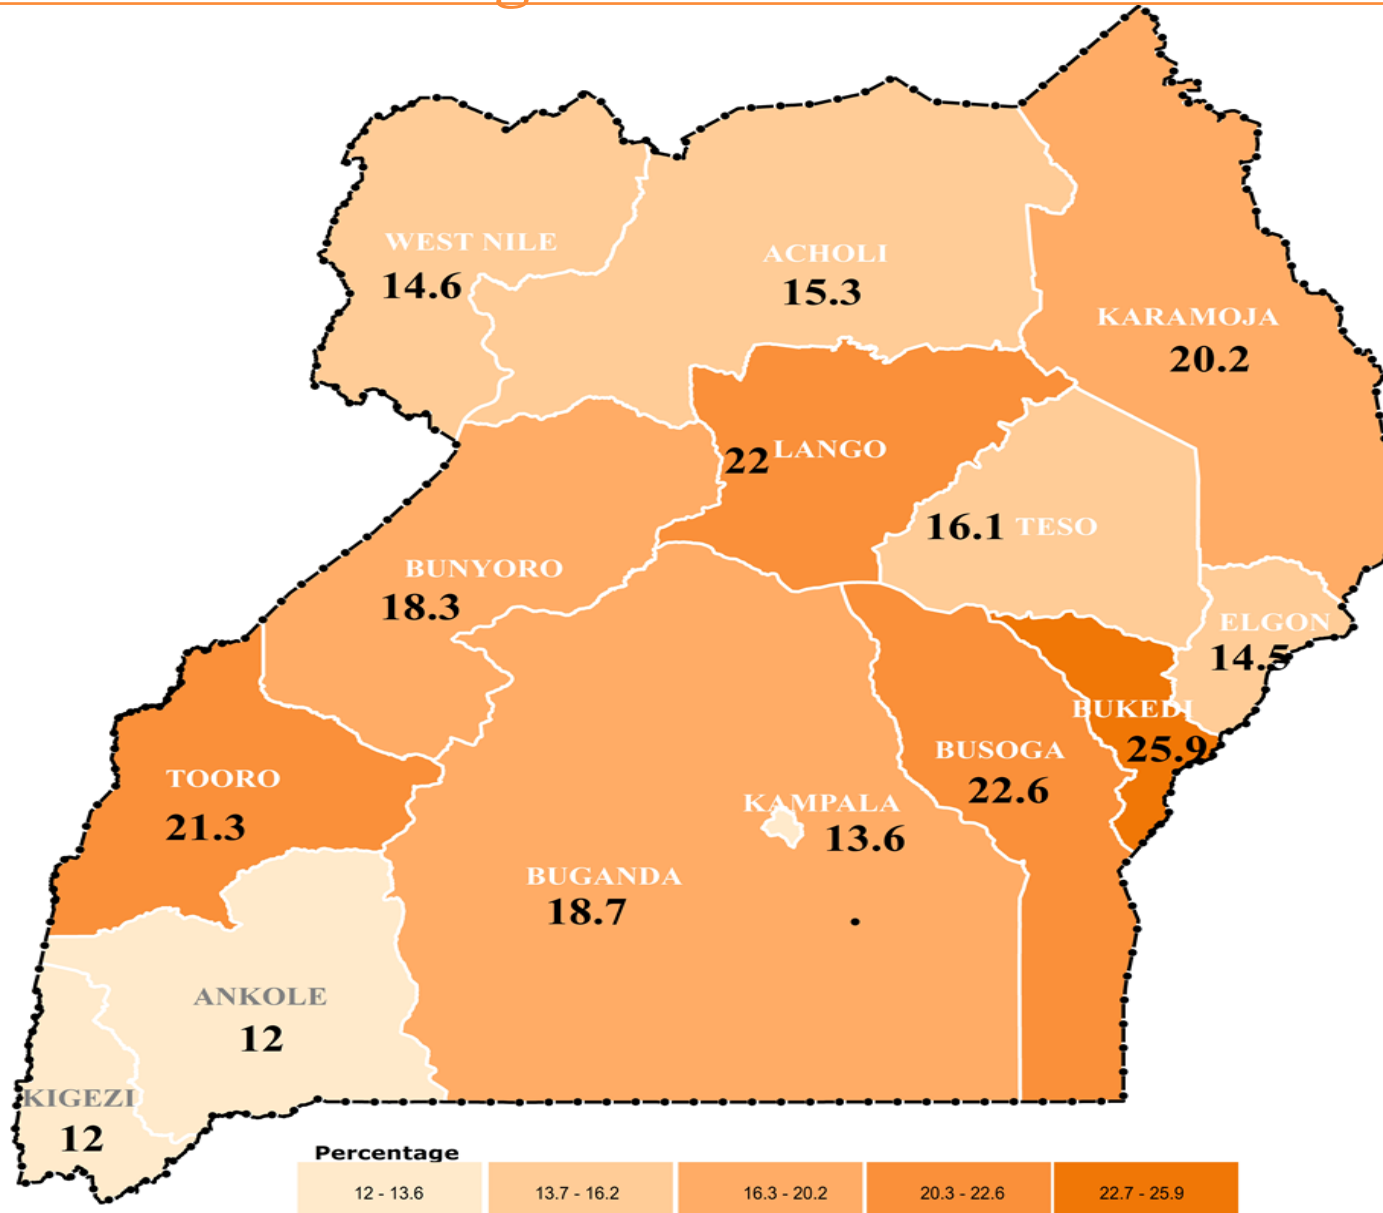 WEST NILE
14.6
ACHOLI
15.3
KARAMOJA
20.2
22 LANGO
16.1 TESO
BUNYORO
18.3
ELGON
14.5
BUKEDI
25.9
BUSOGA
22.6
TOORO
21.3
KAMPALA
13.6
BUGANDA
18.7
ANKOLE
12
KIGEZI
12
Percentage
12 - 13.6
13.7 - 16.2
16.3 - 20.2
20.3 - 22.6
22.7 - 25.9